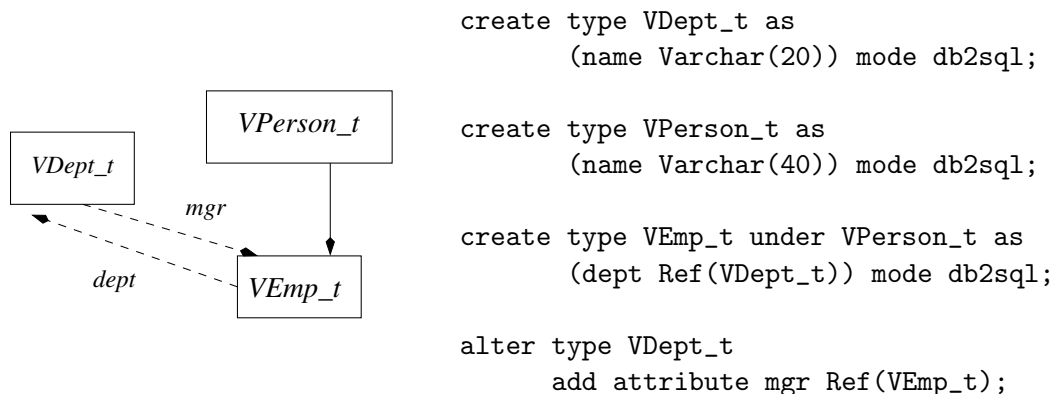 VPerson_t
VDept_t
mgr
dept
VEmp_t
create type VDept_t as
(name Varchar(20)) mode db2sql;
create type VPerson_t as
(name Varchar(40)) mode db2sql;
create type VEmp_t under VPerson_t as
(dept Ref(VDept_t)) mode db2sql;
alter type VDept_t
add attribute mgr Ref(VEmp_t);